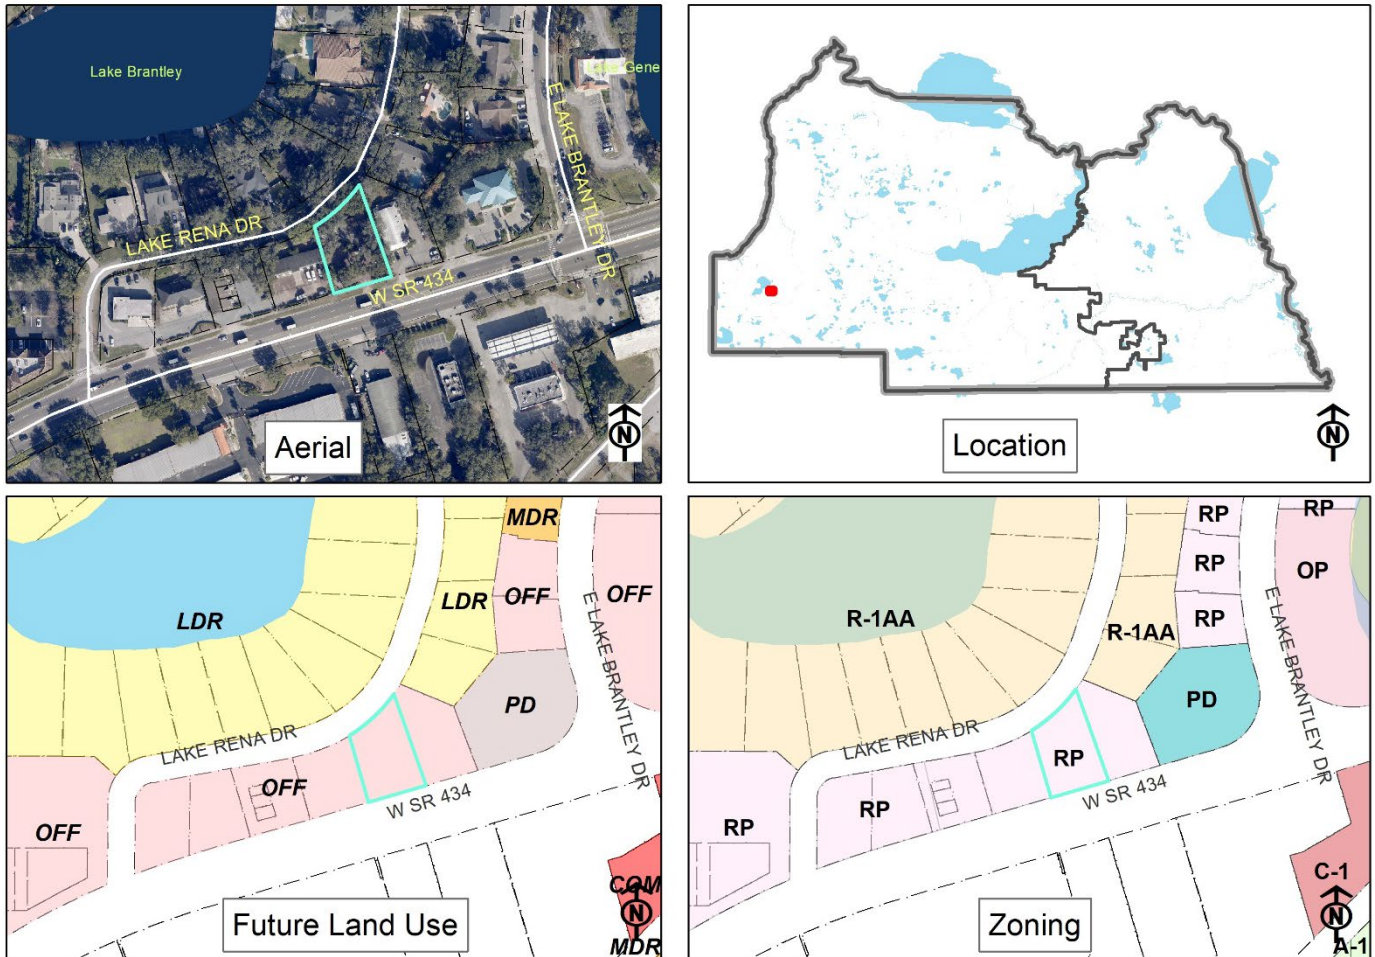 Lake Brantley
Lake Gene
E LAKE BRANTLEY DR
LAKE RENA DR
W SR 434
Aerial
N
Location
N
MDR
LDR
LDR
OFF
OFF
E LAKE BRANTLEY DR
PD
LAKE RENA DR
OFF
W SR 434
OFF
COM
N
MDR
Future Land Use
RP
RP
RP
OP
R-1AA
RP
R-1AA
E LAKE BRANTLEY DR
PD
LAKE RENA DR
RP
W SR 434
RP
RP
C-1
N
A-1
Zoning